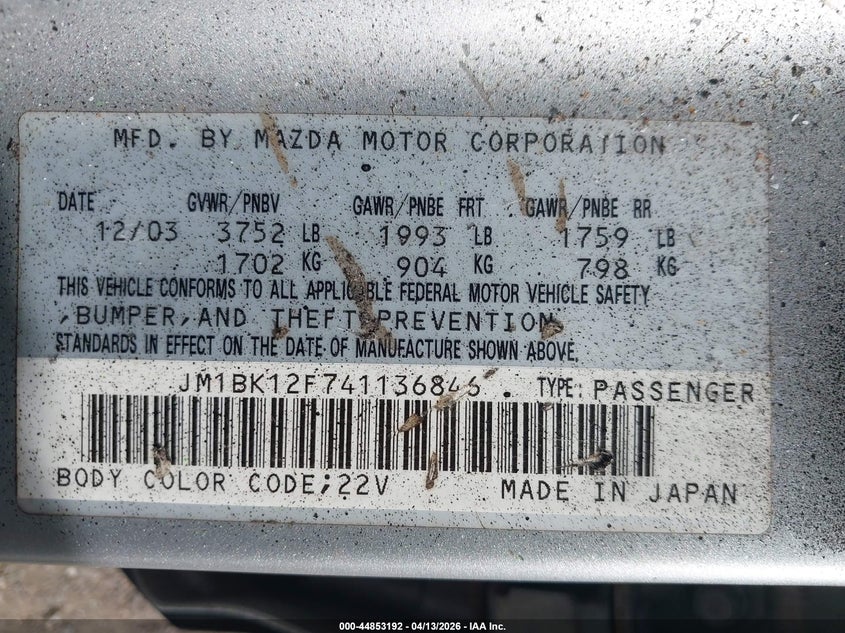 MFD. BY MAZDA MOTOR CORPORATION
DATE GVWR/PNBV GAWR/PNBE FRT GAWR/PNBE RR
12/03 3752 LB 1993 LB 1759 LB
1702 KG 904 KG 798 KG
THIS VEHICLE CONFORMS TO ALL APPLICABLE FEDERAL MOTOR VEHICLE SAFETY
,BUMPER,AND THEFT PREVENTION
STANDARDS IN EFFECT ON THE DATE OF MANUFACTURE SHOWN ABOVE.
JM1BK12F741136846 TYPE: PASSENGER
BODY COLOR CODE;22V MADE IN JAPAN
000-44853192 - 04/13/2026 - IAA Inc.